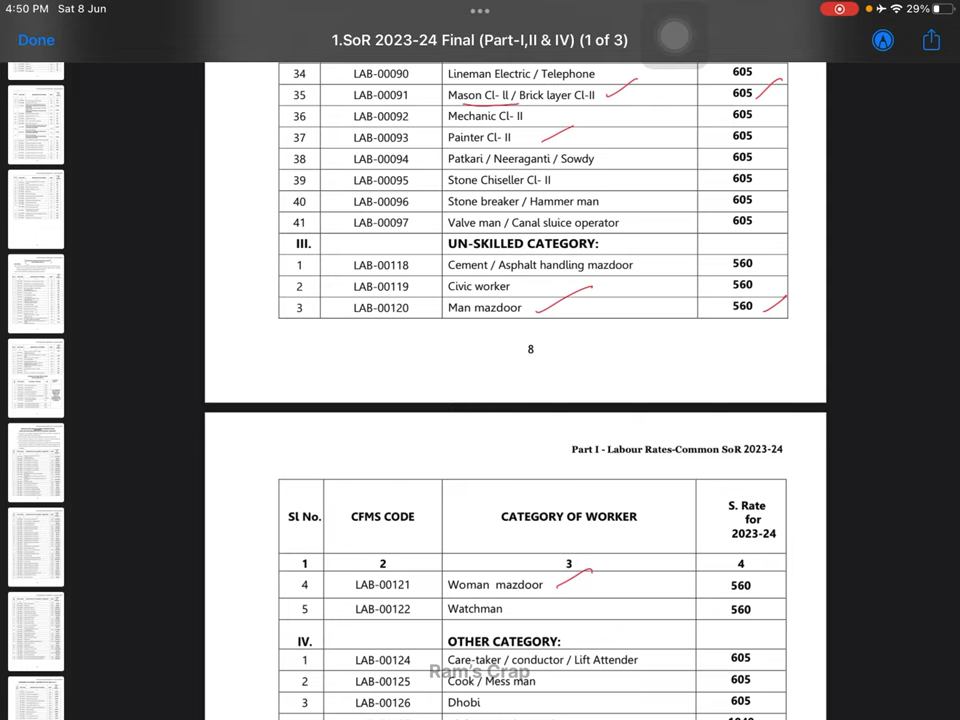 4:50 PM Sat 8 Jun 29%
Done 1.SoR 2023-24 Final (Part-I,II & IV) (1 of 3)
34 LAB-00090 Lineman Electric / Telephone 605
35 LAB-00091 Mason Cl- ll / Brick layer Cl-II 605
36 LAB-00092 Mechanic Cl- II 605
37 LAB-00093 Painter Cl- II 605
38 LAB-00094 Patkari / Neeraganti / Sowdy 605
39 LAB-00095 Stone Chiseller Cl- II 605
40 LAB-00096 Stone breaker / Hammer man 605
41 LAB-00097 Valve man / Canal sluice operator 605
III. UN-SKILLED CATEGORY:
1 LAB-00118 Cement / Asphalt handling mazdoor 560
2 LAB-00119 Civic worker 560
3 LAB-00120 Man mazdoor 560
8
Part I - Labour Rates-Common SoR 2023-24
Sl No. CFMS CODE CATEGORY OF WORKER S. Rate for 2023-24
1 2 3 4
4 LAB-00121 Woman mazdoor 560
5 LAB-00122 Watchman 560
IV. OTHER CATEGORY:
1 LAB-00124 Care-taker / conductor / Lift Attender 605
2 LAB-00125 Cook / Mess man 605
3 LAB-00126 Dhobi 605
Ram's Crap